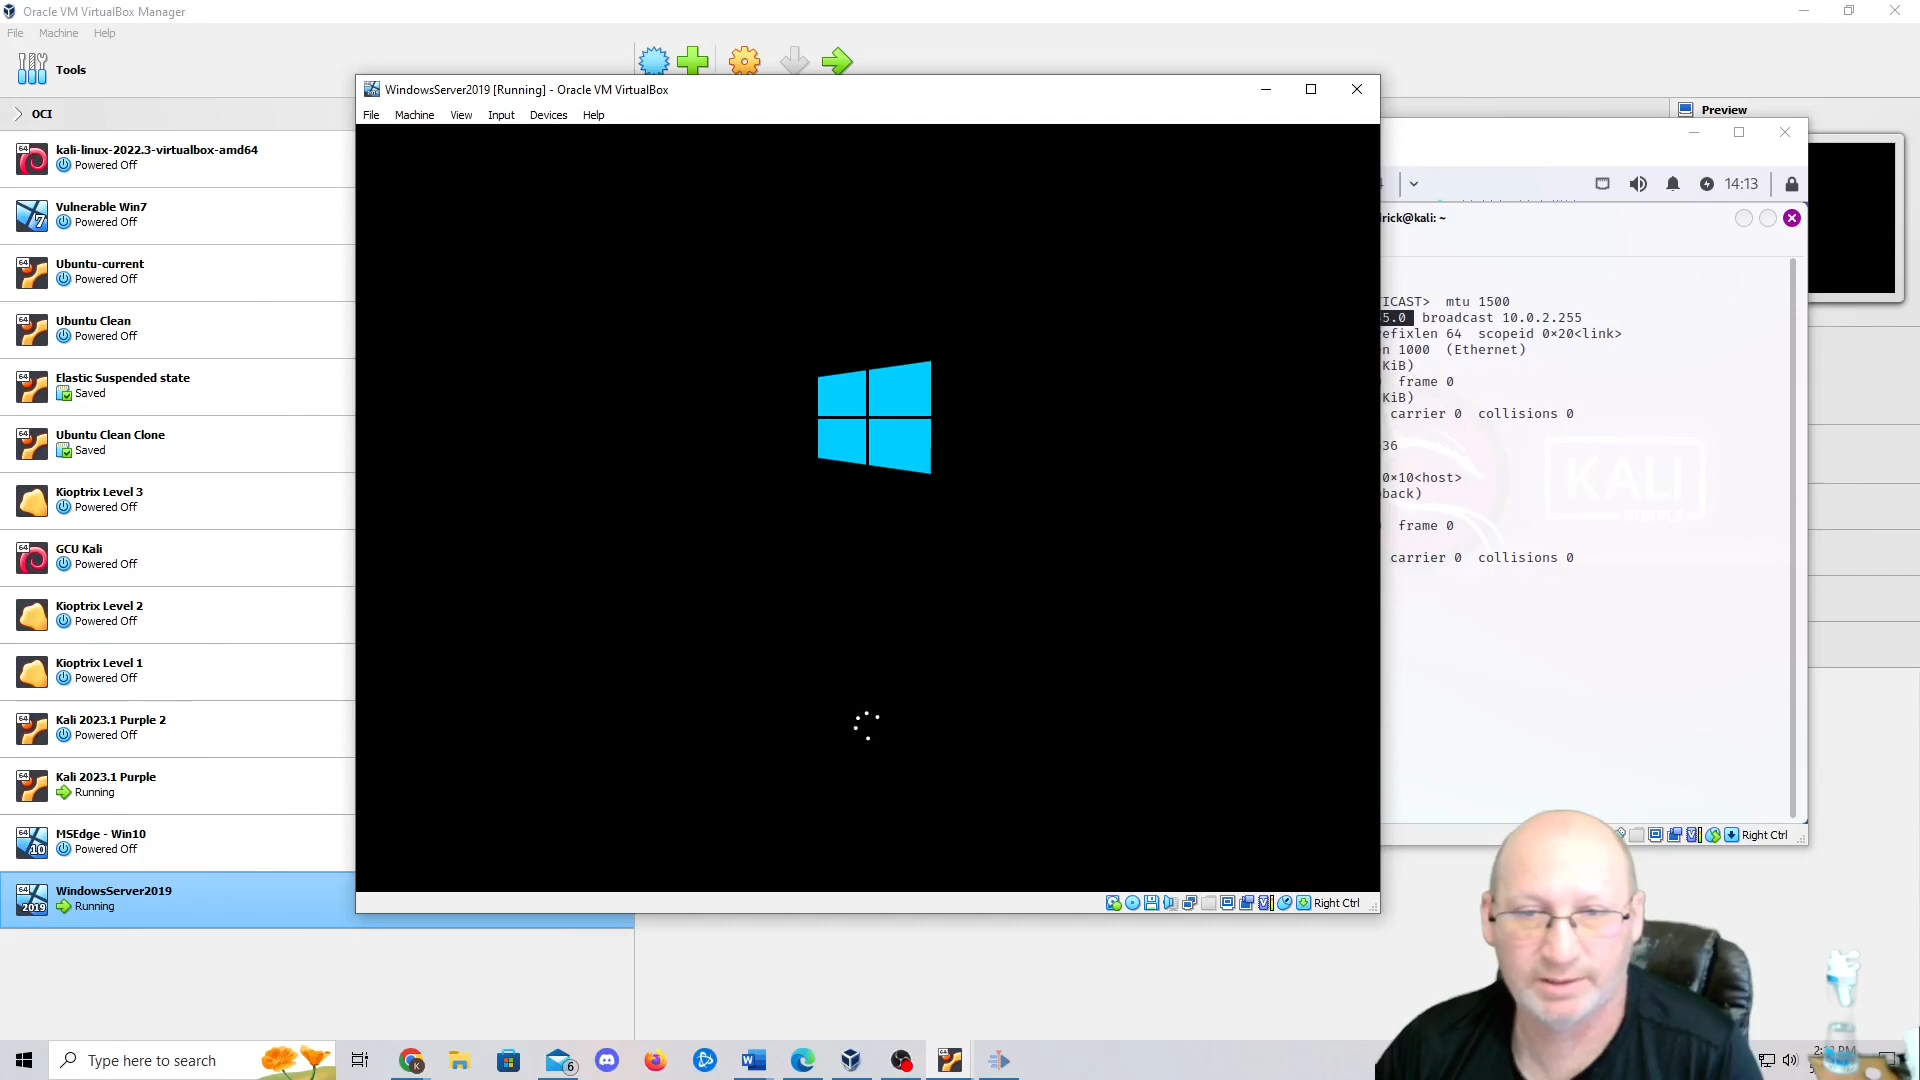 Oracle VM VirtualBox Manager
File Machine Help
Tools
OCI
kali-linux-2022.3-virtualbox-amd64
Powered Off
Vulnerable Win7
Powered Off
Ubuntu-current
Powered Off
Ubuntu Clean
Powered Off
Elastic Suspended state
Saved
Ubuntu Clean Clone
Saved
Kioptrix Level 3
Powered Off
GCU Kali
Powered Off
Kioptrix Level 2
Powered Off
Kioptrix Level 1
Powered Off
Kali 2023.1 Purple 2
Powered Off
Kali 2023.1 Purple
Running
MSEdge - Win10
Powered Off
WindowsServer2019
Running
WindowsServer2019 [Running] - Oracle VM VirtualBox
File Machine View Input Devices Help
Right Ctrl
Preview
14:13
rick@kali: ~
ICAST> mtu 1500
5.0 broadcast 10.0.2.255
efixlen 64 scopeid 0×20<link>
n 1000 (Ethernet)
KiB)
frame 0
KiB)
carrier 0 collisions 0
36
0×10<host>
back)
frame 0
carrier 0 collisions 0
KALI
PURPLE
Right Ctrl
Type here to search
6